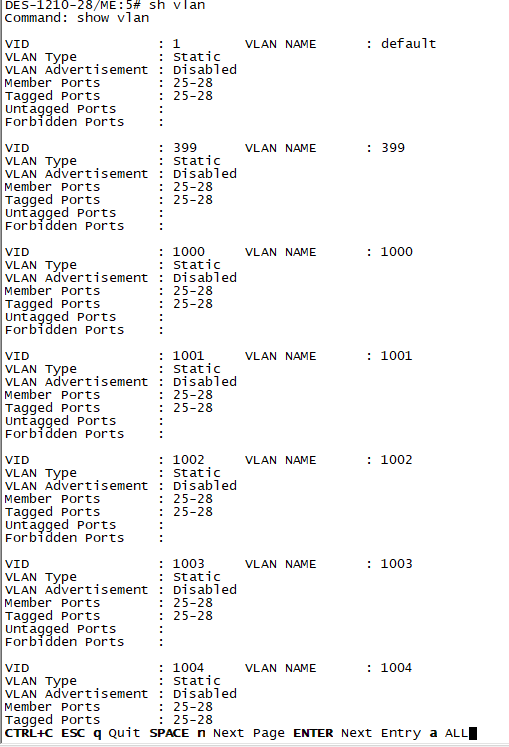 DES-1210-28/ME:5# sh vlan
Command: show vlan
VID : 1 VLAN NAME : default
VLAN Type : Static
VLAN Advertisement : Disabled
Member Ports : 25-28
Tagged Ports : 25-28
Untagged Ports :
Forbidden Ports :
VID : 399 VLAN NAME : 399
VLAN Type : Static
VLAN Advertisement : Disabled
Member Ports : 25-28
Tagged Ports : 25-28
Untagged Ports :
Forbidden Ports :
VID : 1000 VLAN NAME : 1000
VLAN Type : Static
VLAN Advertisement : Disabled
Member Ports : 25-28
Tagged Ports : 25-28
Untagged Ports :
Forbidden Ports :
VID : 1001 VLAN NAME : 1001
VLAN Type : Static
VLAN Advertisement : Disabled
Member Ports : 25-28
Tagged Ports : 25-28
Untagged Ports :
Forbidden Ports :
VID : 1002 VLAN NAME : 1002
VLAN Type : Static
VLAN Advertisement : Disabled
Member Ports : 25-28
Tagged Ports : 25-28
Untagged Ports :
Forbidden Ports :
VID : 1003 VLAN NAME : 1003
VLAN Type : Static
VLAN Advertisement : Disabled
Member Ports : 25-28
Tagged Ports : 25-28
Untagged Ports :
Forbidden Ports :
VID : 1004 VLAN NAME : 1004
VLAN Type : Static
VLAN Advertisement : Disabled
Member Ports : 25-28
Tagged Ports : 25-28
CTRL+C ESC q Quit SPACE n Next Page ENTER Next Entry a ALL